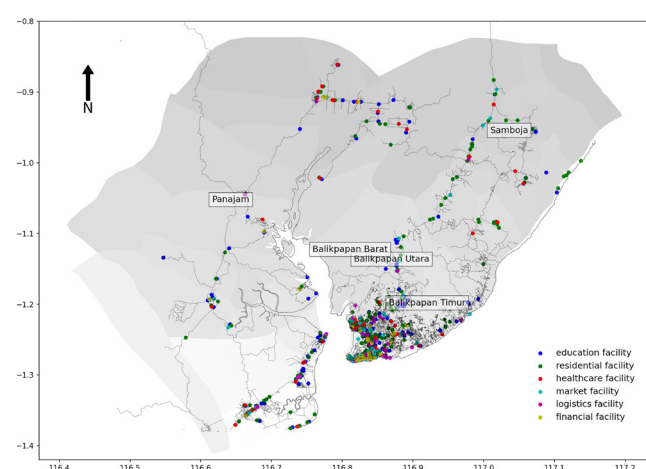 −0.8
−0.9
N
Samboja
−1.0
Panajam
−1.1
Balikpapan Barat
Balikpapan Utara
−1.2
Balikpapan Timur
−1.3
education facility
residential facility
healthcare facility
market facility
logistics facility
financial facility
−1.4
116.4 116.5 116.6 116.7 116.8 116.9 117.0 117.1 117.2